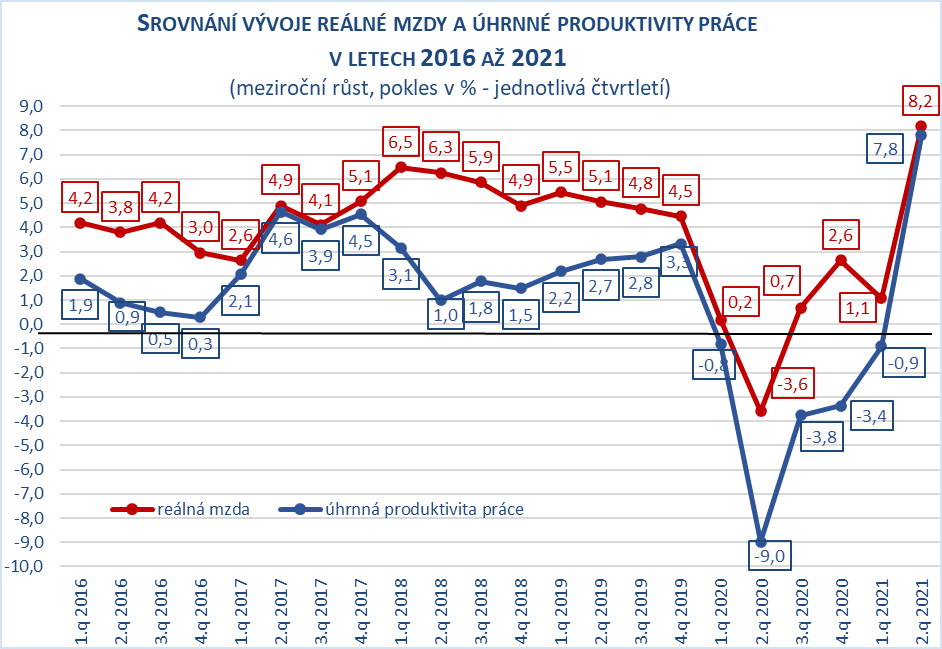 SROVNÁNÍ VÝVOJE REÁLNÉ MZDY A ÚHRNNÉ PRODUKTIVITY PRÁCE
V LETECH 2016 AŽ 2021
(meziroční růst, pokles v % - jednotlivá čtvrtletí)
9,0
8,0
7,0
6,0
5,0
4,0
3,0
2,0
1,0
0,0
-1,0
-2,0
-3,0
-4,0
-5,0
-6,0
-7,0
-8,0
-9,0
-10,0
4,2
3,8
4,2
3,0
2,6
4,9
4,1
5,1
6,5
6,3
5,9
4,9
5,5
5,1
4,8
4,5
0,2
-3,6
0,7
2,6
1,1
8,2
1,9
0,9
0,5
0,3
2,1
4,6
3,9
4,5
3,1
1,0
1,8
1,5
2,2
2,7
2,8
3,3
-0,8
-9,0
-3,8
-3,4
-0,9
7,8
reálná mzda
úhrnná produktivita práce
1.q 2016
2.q 2016
3.q 2016
4.q 2016
1.q 2017
2.q 2017
3.q 2017
4.q 2017
1.q 2018
2.q 2018
3.q 2018
4.q 2018
1.q 2019
2.q 2019
3.q 2019
4.q 2019
1.q 2020
2.q 2020
3.q 2020
4.q 2020
1.q 2021
2.q 2021